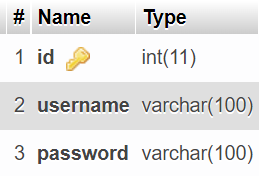 # Name Type
1 id int(11)
2 username varchar(100)
3 password varchar(100)